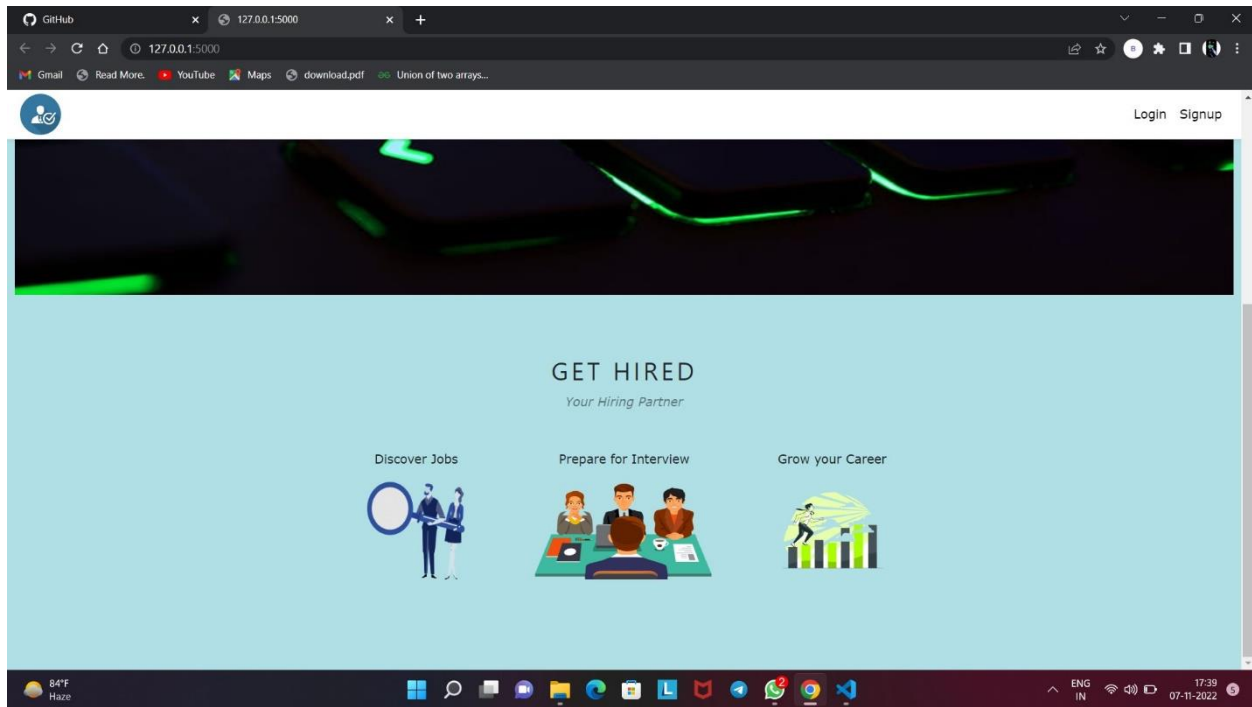 GitHub 127.0.0.1:5000
127.0.0.1:5000
Gmail Read More. YouTube Maps download.pdf Union of two arrays...
Login Signup
GET HIRED
Your Hiring Partner
Discover Jobs Prepare for Interview Grow your Career
84°F
Haze
ENG
IN
17:39
07-11-2022